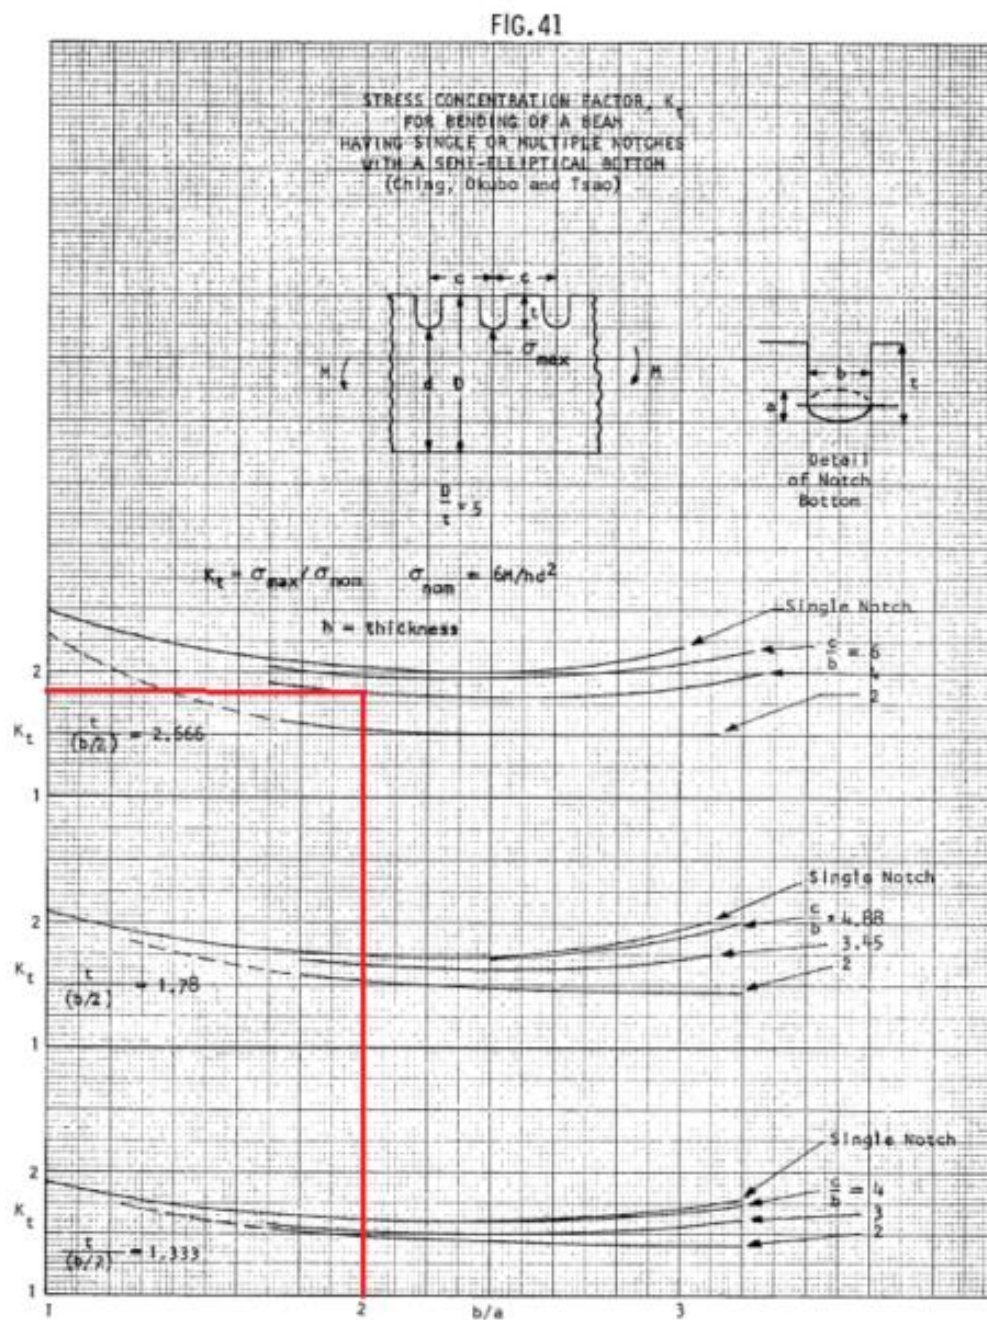 FIG.41
STRESS CONCENTRATION FACTOR, Kt
FOR BENDING OF A BEAM
HAVING SINGLE OR MULTIPLE NOTCHES
WITH A SEMI-ELLIPTICAL BOTTOM
(Ching, Okubo and Tsao)
c c
t
σmax
M d D M
b
t
a
Detail
of Notch
Bottom
D/t = 5
Kt = σmax/σnom σnom = 6M/hd²
h = thickness
Single Notch
c/b = 6
4
2
2
Kt
t/(b/2) = 2.666
1
Single Notch
c/b = 4.88
3.45
2
2
Kt
t/(b/2) = 1.78
1
Single Notch
c/b = 4
3
2
2
Kt
t/(b/2) = 1.333
1
1 2 b/a 3